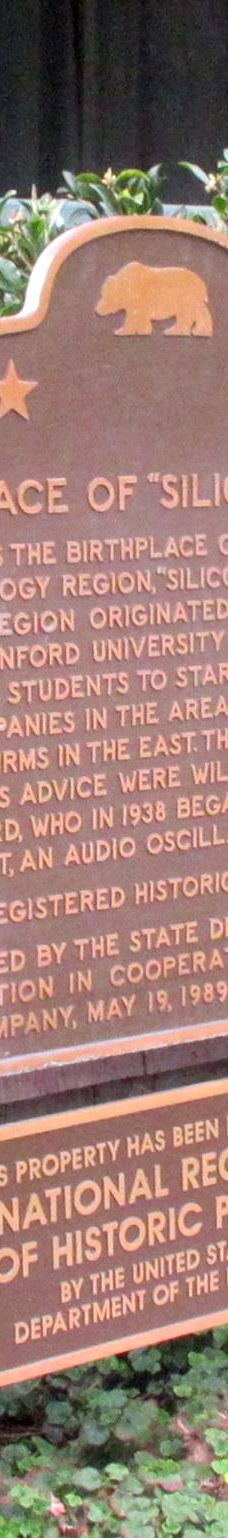 ACE OF "SILIC
S THE BIRTHPLACE O
OGY REGION, "SILICO
EGION ORIGINATED
NFORD UNIVERSITY
STUDENTS TO STAR
PANIES IN THE AREA
IRMS IN THE EAST. TH
S ADVICE WERE WIL
RD, WHO IN 1938 BEGA
T, AN AUDIO OSCILL
EGISTERED HISTORIC
ED BY THE STATE DE
TION IN COOPERAT
MPANY, MAY 19, 1989
S PROPERTY HAS BEEN
NATIONAL REG
OF HISTORIC P
BY THE UNITED STA
DEPARTMENT OF THE